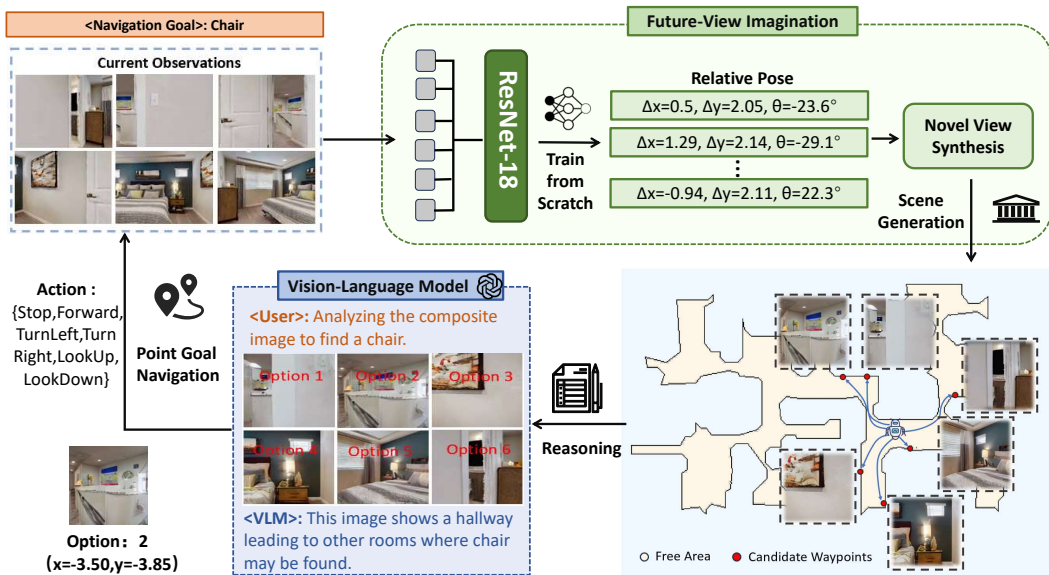 <Navigation Goal>: Chair
Current Observations
Future-View Imagination
ResNet-18
Train
from
Scratch
Relative Pose
Δx=0.5, Δy=2.05, θ=-23.6°
Δx=1.29, Δy=2.14, θ=-29.1°
Δx=-0.94, Δy=2.11, θ=22.3°
Novel View
Synthesis
Scene
Generation
Action :
{Stop,Forward,
TurnLeft,Turn
Right,LookUp,
LookDown}
Point Goal
Navigation
Vision-Language Model
<User>: Analyzing the composite
image to find a chair.
Option 1
Option 2
Option 3
Option 4
Option 5
Option 6
<VLM>: This image shows a hallway
leading to other rooms where chair
may be found.
Reasoning
Free Area
Candidate Waypoints
Option: 2
(x=-3.50,y=-3.85)